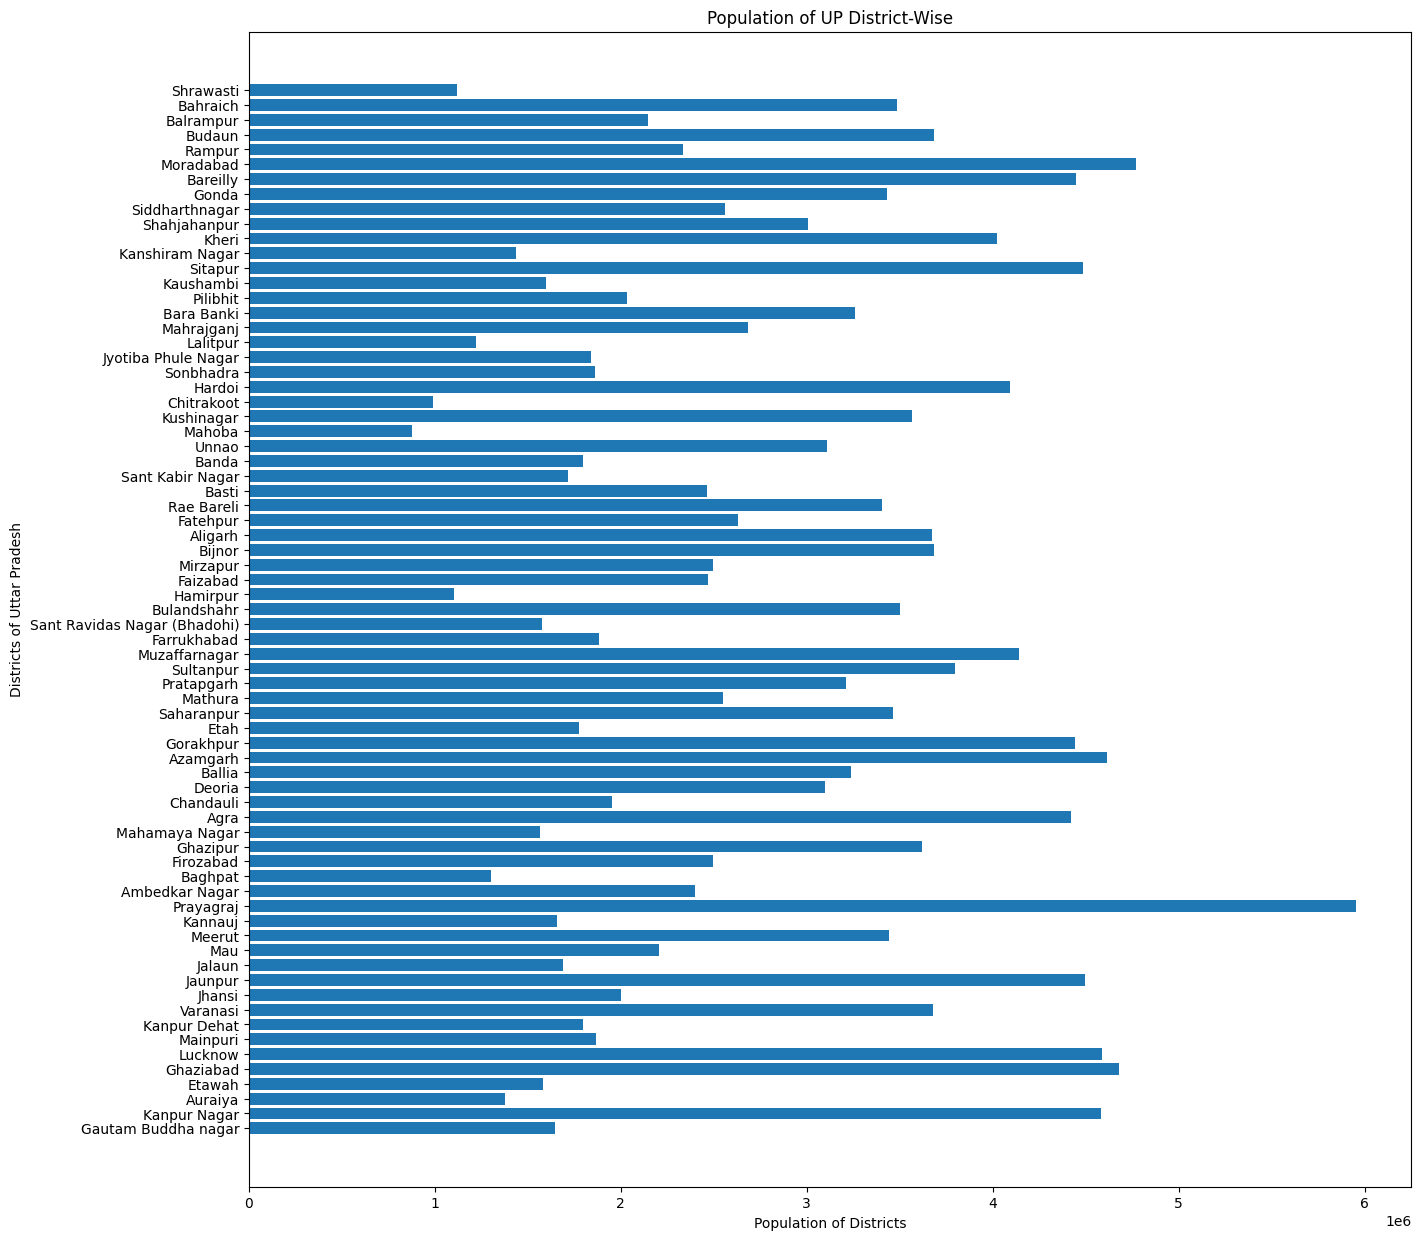 Population of UP District-Wise
Shrawasti
Bahraich
Balrampur
Budaun
Rampur
Moradabad
Bareilly
Gonda
Siddharthnagar
Shahjahanpur
Kheri
Kanshiram Nagar
Sitapur
Kaushambi
Pilibhit
Bara Banki
Mahrajganj
Lalitpur
Jyotiba Phule Nagar
Sonbhadra
Hardoi
Chitrakoot
Kushinagar
Mahoba
Unnao
Banda
Sant Kabir Nagar
Basti
Rae Bareli
Fatehpur
Aligarh
Bijnor
Mirzapur
Faizabad
Hamirpur
Bulandshahr
Sant Ravidas Nagar (Bhadohi)
Farrukhabad
Muzaffarnagar
Sultanpur
Pratapgarh
Mathura
Saharanpur
Etah
Gorakhpur
Azamgarh
Ballia
Deoria
Chandauli
Agra
Mahamaya Nagar
Ghazipur
Firozabad
Baghpat
Ambedkar Nagar
Prayagraj
Kannauj
Meerut
Mau
Jalaun
Jaunpur
Jhansi
Varanasi
Kanpur Dehat
Mainpuri
Lucknow
Ghaziabad
Etawah
Auraiya
Kanpur Nagar
Gautam Buddha nagar
Districts of Uttar Pradesh
0 1 2 3 4 5 6
1e6
Population of Districts